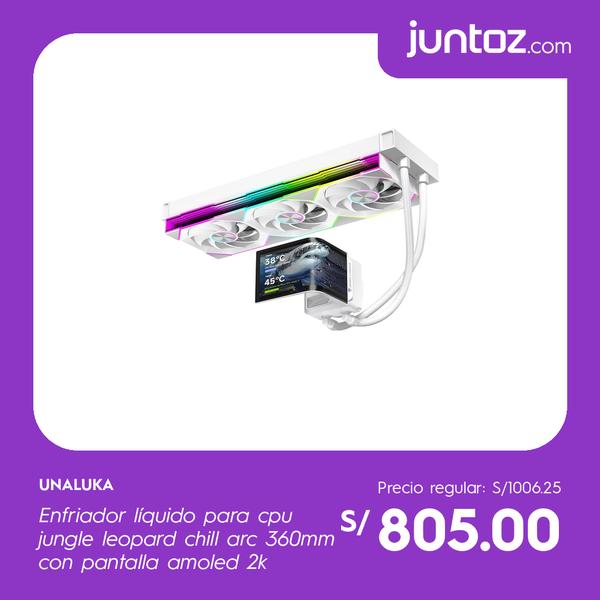 juntoz.com
38°C
45°C
UNALUKA
Enfriador líquido para cpu
jungle leopard chill arc 360mm
con pantalla amoled 2k
Precio regular: S/1006.25
S/ 805.00